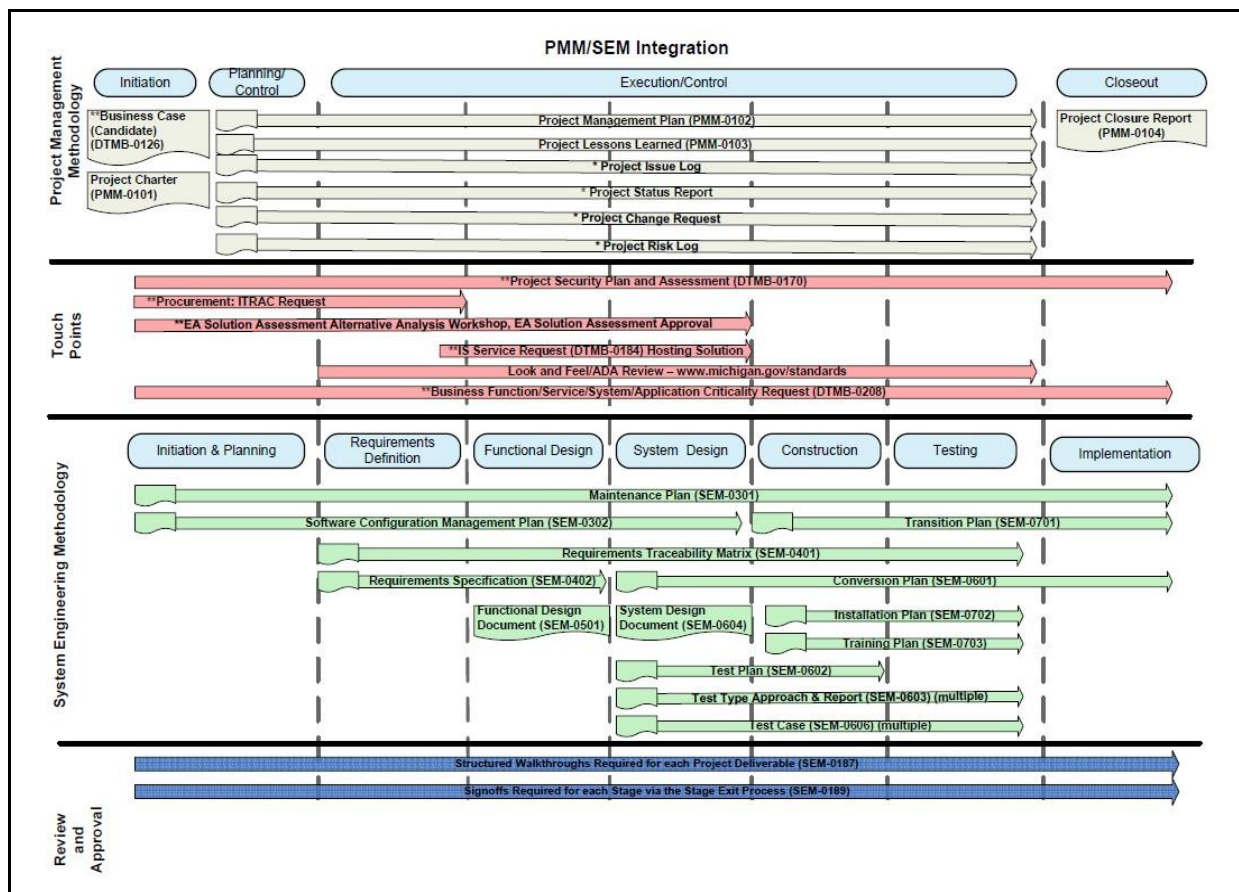 PMM/SEM Integration
Project Management
Methodology
Initiation
Planning/
Control
Execution/Control
Closeout
**Business Case
(Candidate)
(DTMB-0126)
Project Charter
(PMM-0101)
Project Management Plan (PMM-0102)
Project Lessons Learned (PMM-0103)
* Project Issue Log
* Project Status Report
* Project Change Request
* Project Risk Log
Project Closure Report
(PMM-0104)
Touch
Points
**Project Security Plan and Assessment (DTMB-0170)
**Procurement: ITRAC Request
**EA Solution Assessment Alternative Analysis Workshop, EA Solution Assessment Approval
**IS Service Request (DTMB-0184) Hosting Solution
Look and Feel/ADA Review – www.michigan.gov/standards
**Business Function/Service/System/Application Criticality Request (DTMB-0208)
System Engineering Methodology
Initiation & Planning
Requirements
Definition
Functional Design
System Design
Construction
Testing
Implementation
Maintenance Plan (SEM-0301)
Software Configuration Management Plan (SEM-0302)
Transition Plan (SEM-0701)
Requirements Traceability Matrix (SEM-0401)
Requirements Specification (SEM-0402)
Conversion Plan (SEM-0601)
Functional Design
Document (SEM-0501)
System Design
Document (SEM-0604)
Installation Plan (SEM-0702)
Training Plan (SEM-0703)
Test Plan (SEM-0602)
Test Type Approach & Report (SEM-0603) (multiple)
Test Case (SEM-0606) (multiple)
Review
and
Approval
Structured Walkthroughs Required for each Project Deliverable (SEM-0187)
Signoffs Required for each Stage via the Stage Exit Process (SEM-0189)